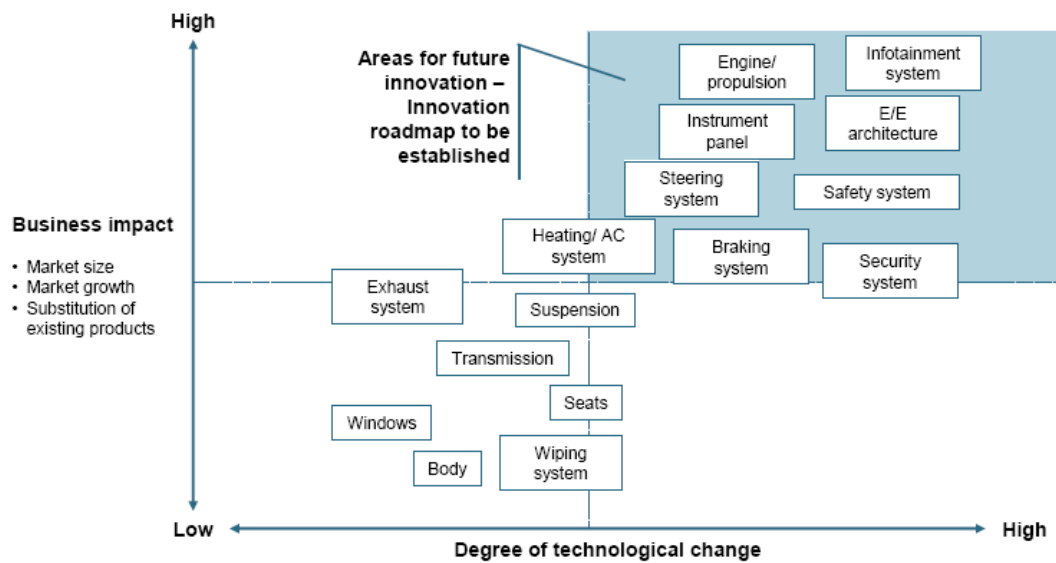 High
Areas for future
innovation –
Innovation
roadmap to be
established
Engine/
propulsion
Infotainment
system
Instrument
panel
E/E
architecture
Steering
system
Safety system
Business impact
• Market size
• Market growth
• Substitution of
existing products
Heating/ AC
system
Braking
system
Security
system
Exhaust
system
Suspension
Transmission
Seats
Windows
Body
Wiping
system
Low
High
Degree of technological change